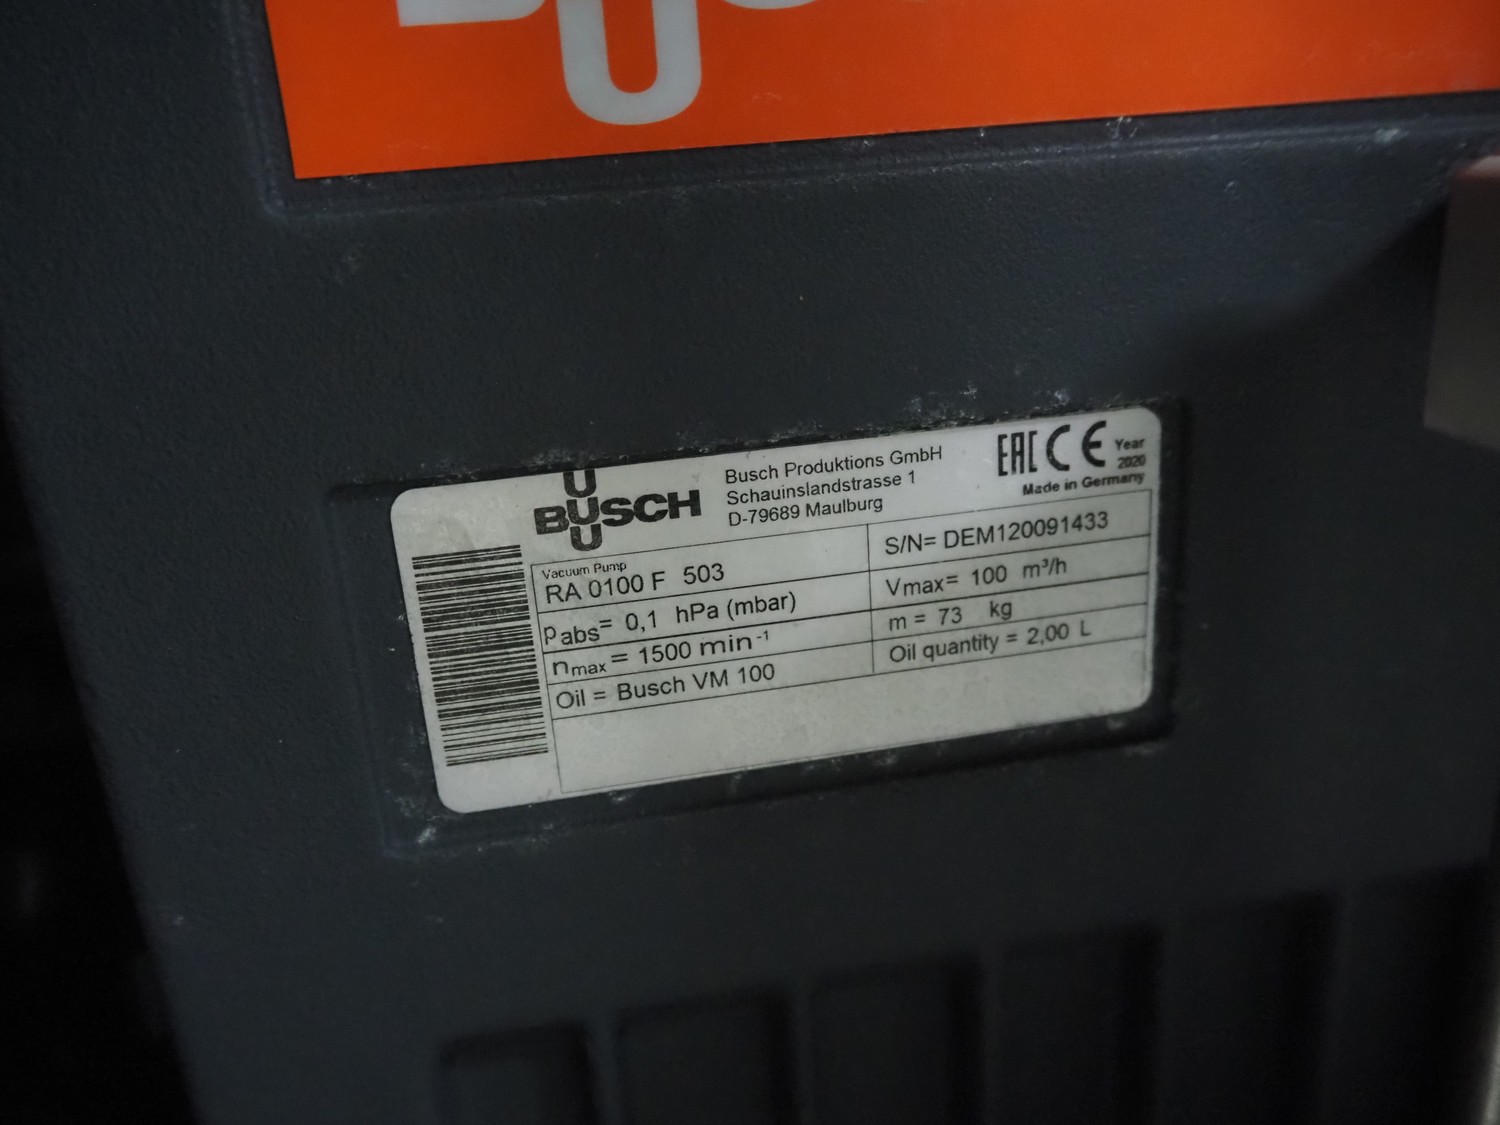 BUSCH
Busch Produktions GmbH
Schauinslandstrasse 1
D-79689 Maulburg
EAC CE Year
2020
Made in Germany
Vacuum Pump
RA 0100 F 503
S/N= DEM120091433
Pabs= 0,1 hPa (mbar)
Vmax= 100 m³/h
nmax = 1500 min⁻¹
m = 73 kg
Oil = Busch VM 100
Oil quantity = 2,00 L